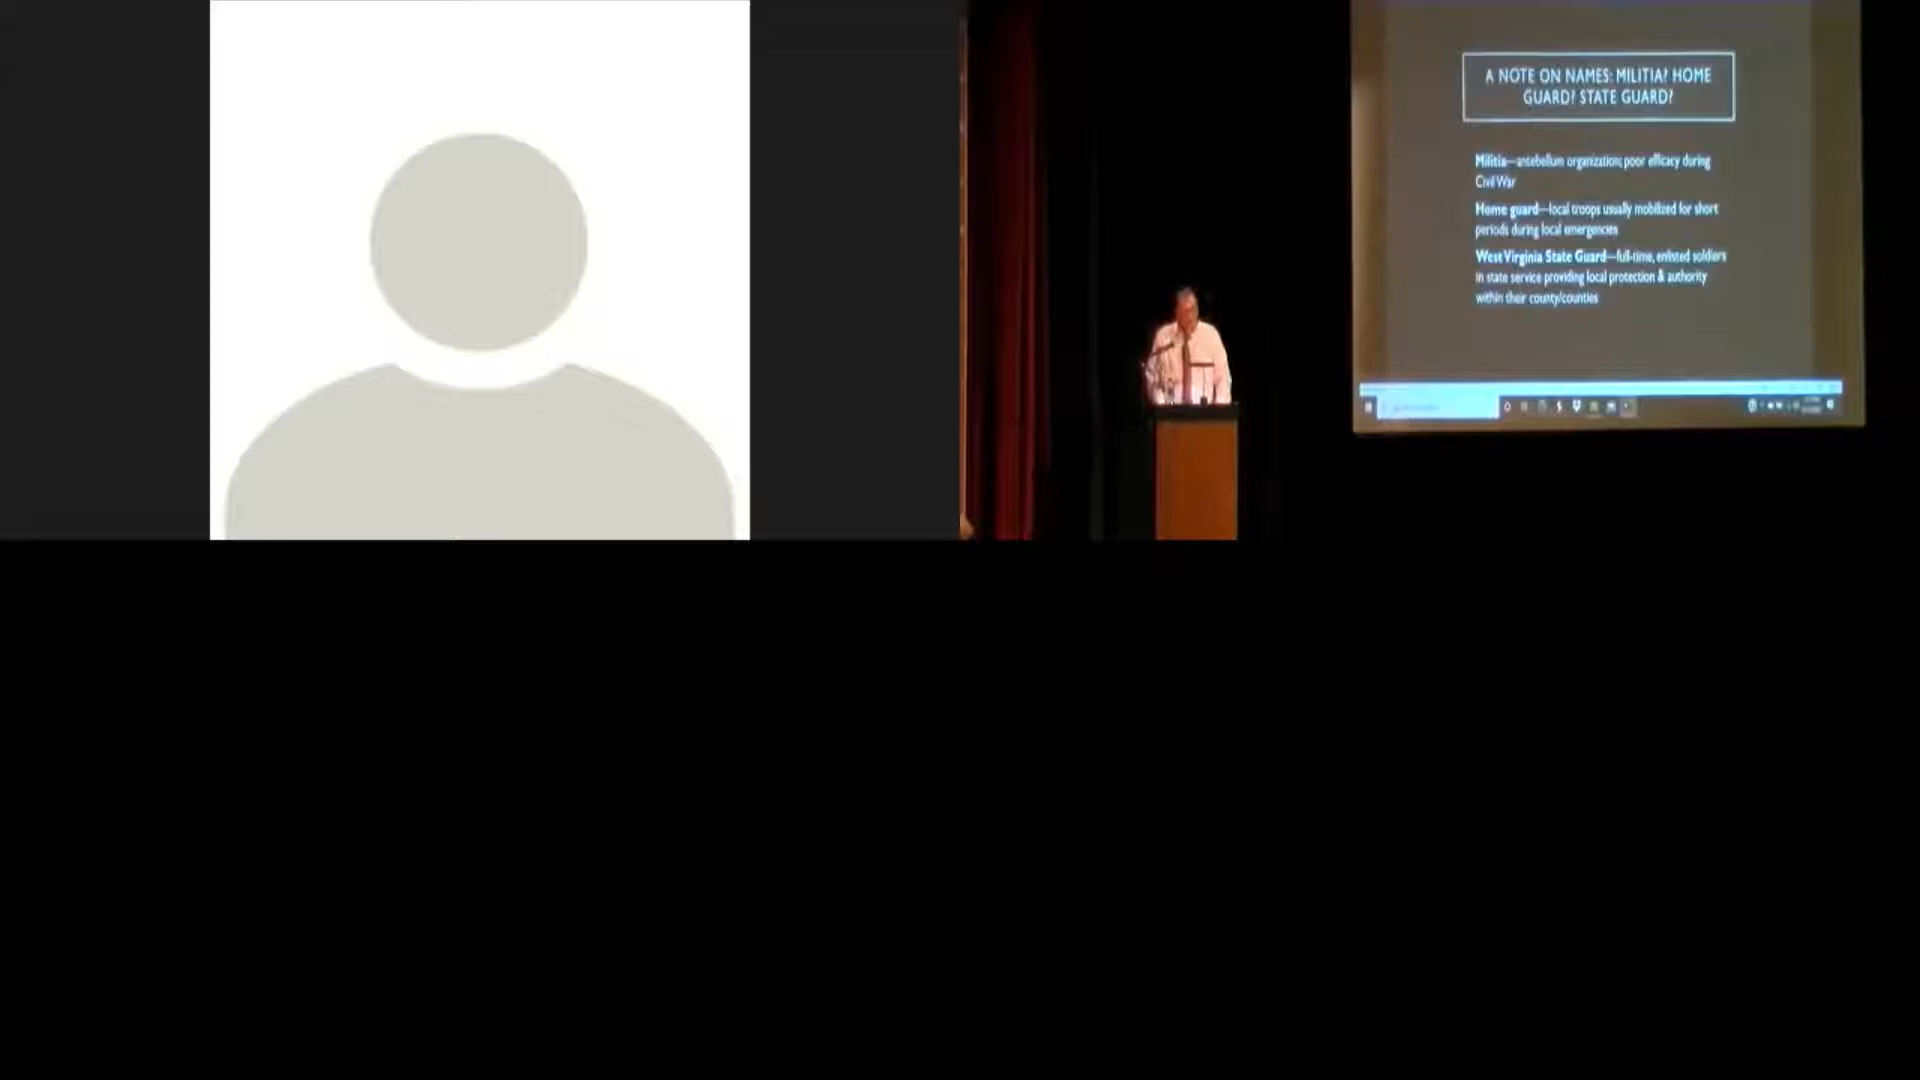 A NOTE ON NAMES: MILITIA? HOME
GUARD? STATE GUARD?
Militia—antebellum organization; poor efficacy during
Civil War
Home guard—local troops usually mobilized for short
periods during local emergencies
West Virginia State Guard—full-time, enlisted soldiers
in state service providing local protection & authority
within their county/counties